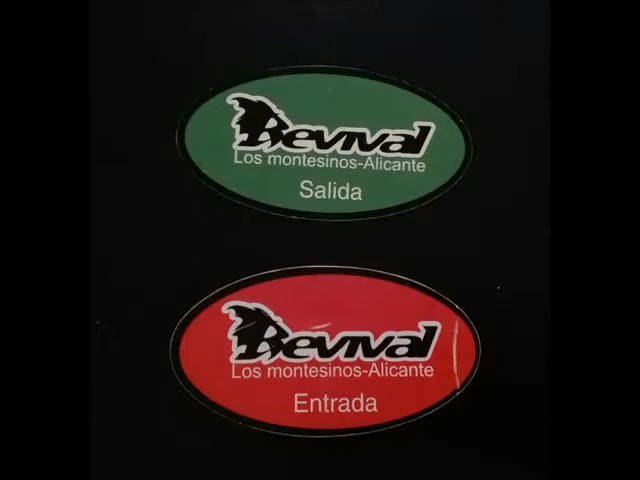 Revival
Los montesinos-Alicante
Salida
Revival
Los montesinos-Alicante
Entrada